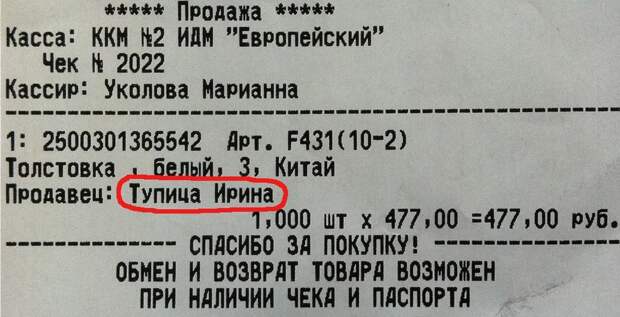 ***** Продажа *****
Касса: ККМ №2 ИДМ "Европейский"
Чек № 2022
Кассир: Уколова Марианна
1: 2500301365542 Арт. F431(10-2)
Толстовка , белый, 3, Китай
Продавец: Тупица Ирина
1,000 шт x 477,00 =477,00 руб.
СПАСИБО ЗА ПОКУПКУ!
ОБМЕН И ВОЗВРАТ ТОВАРА ВОЗМОЖЕН
ПРИ НАЛИЧИИ ЧЕКА И ПАСПОРТА